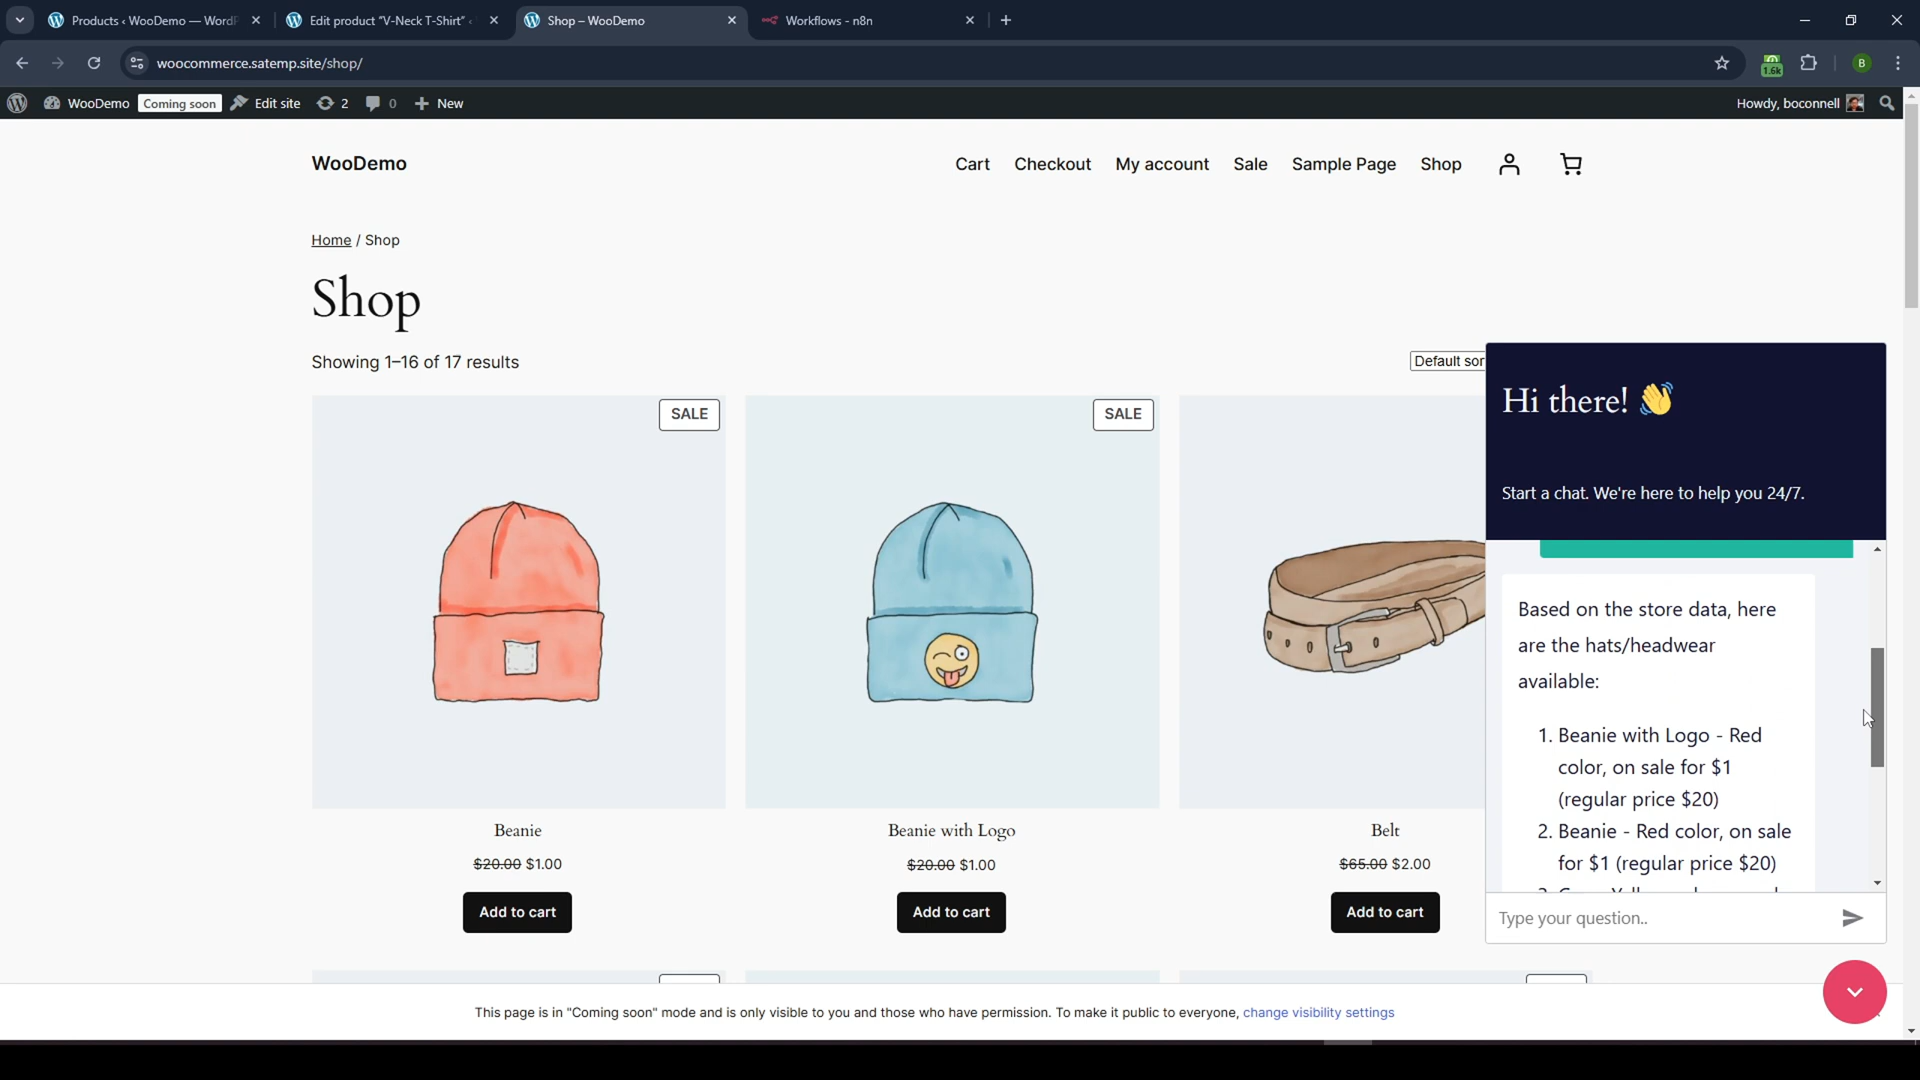 Products ‹ WooDemo — WordP
Edit product "V-Neck T-Shirt" ‹
Shop – WooDemo
Workflows - n8n
woocommerce.satemp.site/shop/
1.6k
B
WooDemo
Coming soon
Edit site
2
0
New
Howdy, boconnell
WooDemo
Cart
Checkout
My account
Sale
Sample Page
Shop
Home / Shop
Shop
Showing 1–16 of 17 results
Default sor
SALE
SALE
Beanie
$20.00 $1.00
Add to cart
Beanie with Logo
$20.00 $1.00
Add to cart
Belt
$65.00 $2.00
Add to cart
Hi there! 👋
Start a chat. We're here to help you 24/7.
Based on the store data, here
are the hats/headwear
available:
1. Beanie with Logo - Red
color, on sale for $1
(regular price $20)
2. Beanie - Red color, on sale
for $1 (regular price $20)
Type your question..
This page is in "Coming soon" mode and is only visible to you and those who have permission. To make it public to everyone, change visibility settings